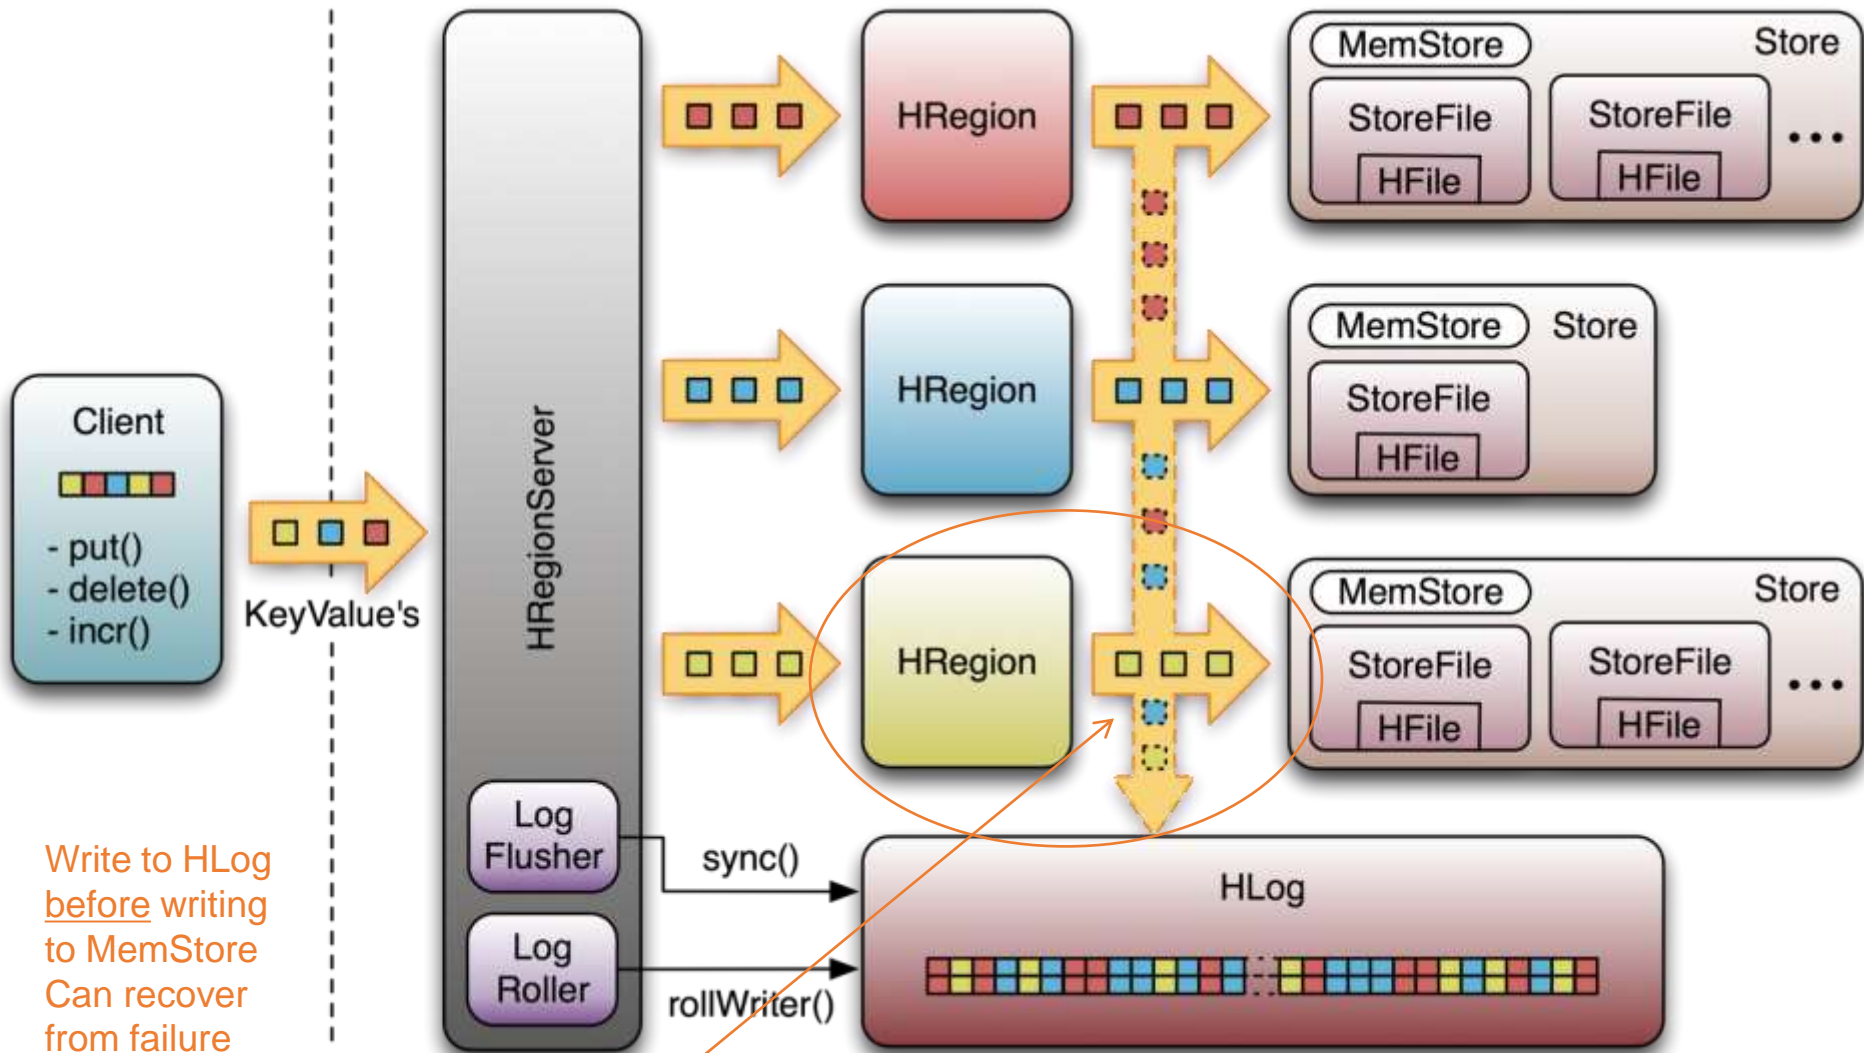 Client
- put()
- delete()
- incr()
KeyValue's
HRegionServer
Log
Flusher
Log
Roller
sync()
rollWriter()
HRegion
MemStore
Store
StoreFile
HFile
StoreFile
HFile
...
HRegion
MemStore
Store
StoreFile
HFile
HRegion
MemStore
Store
StoreFile
HFile
StoreFile
HFile
...
HLog
Write to HLog
before writing
to MemStore
Can recover
from failure